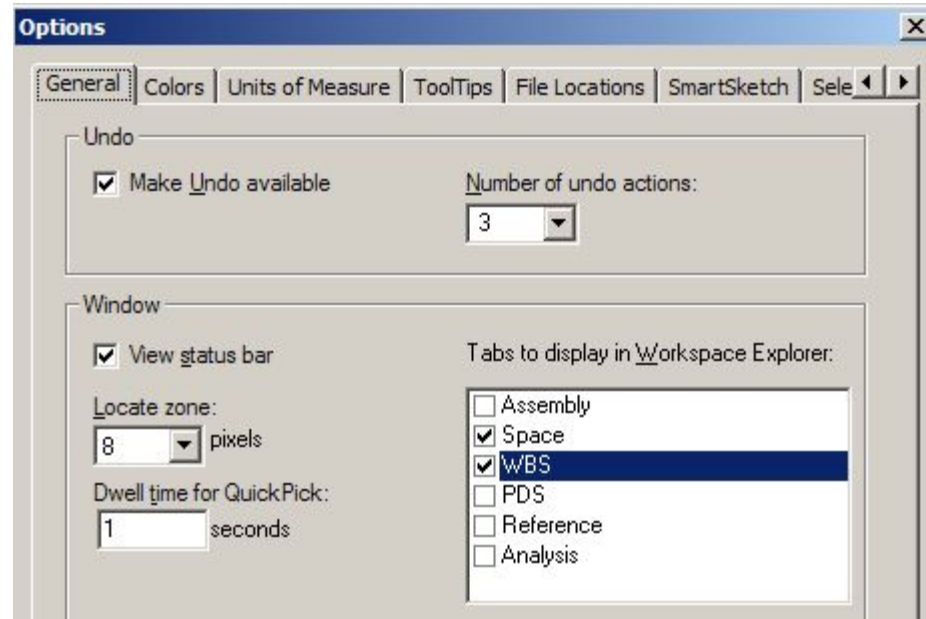 Options
General Colors Units of Measure ToolTips File Locations SmartSketch Sele
Undo
Make Undo available
Number of undo actions:
3
Window
View status bar
Locate zone:
8 pixels
Dwell time for QuickPick:
1 seconds
Tabs to display in Workspace Explorer:
Assembly
Space
WBS
PDS
Reference
Analysis